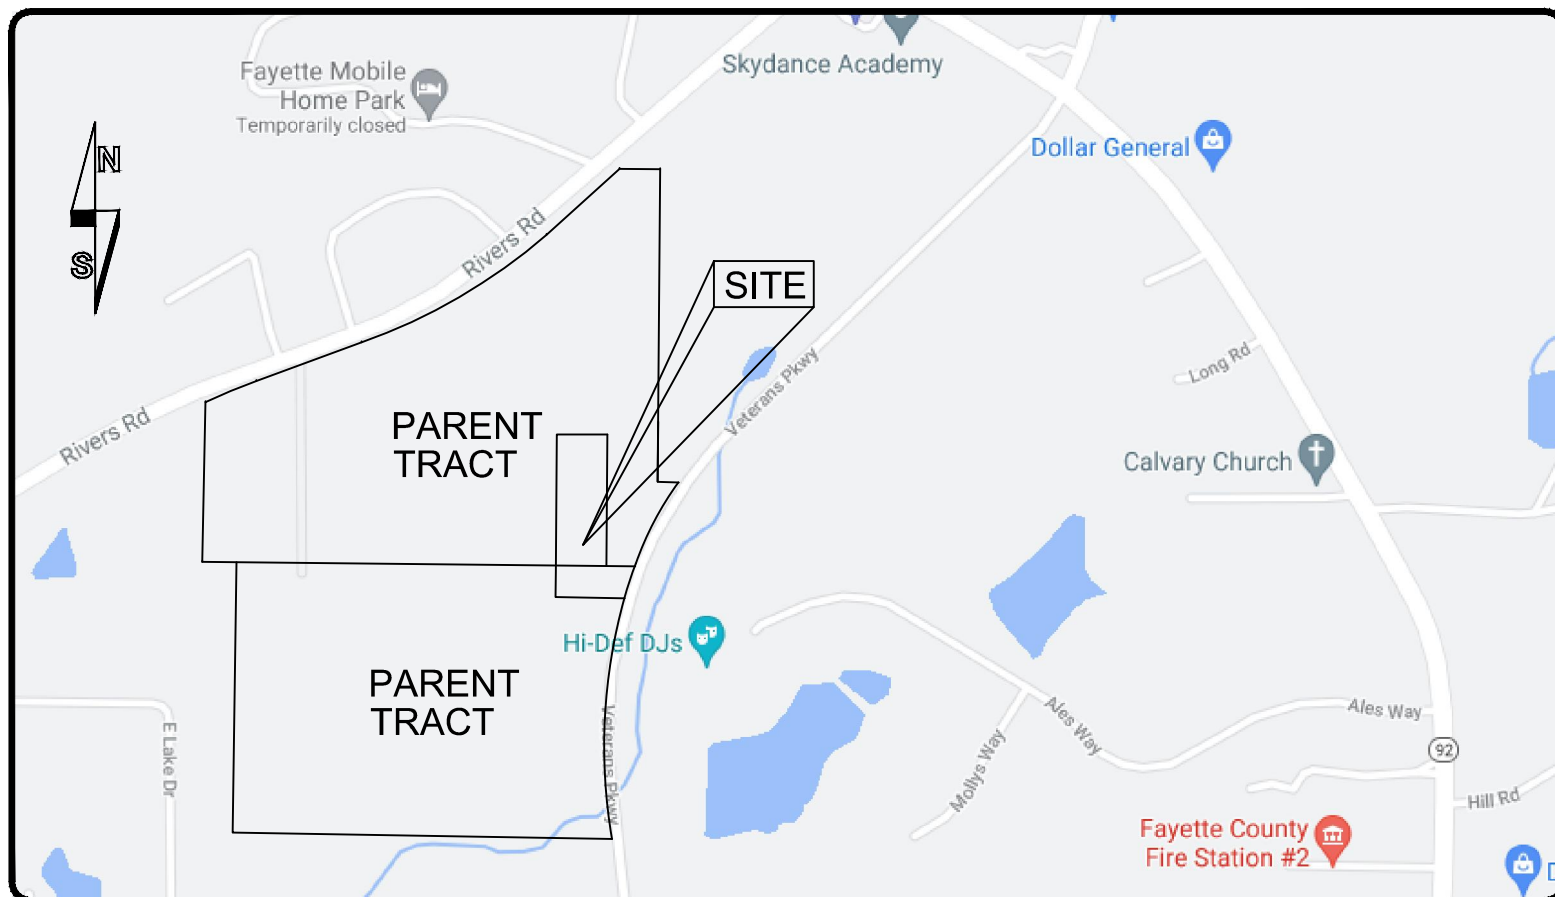 Skydance Academy
Fayette Mobile
Home Park
Temporarily closed
N
Dollar General
S
Rivers Rd
SITE
Long Rd
Veterans Pkwy
Rivers Rd
PARENT
TRACT
Calvary Church
Hi-Def DJs
PARENT
TRACT
Veterans Pkwy
E Lake Dr
Ales Way
Ales Way
Mollys Way
92
Hill Rd
Fayette County
Fire Station #2